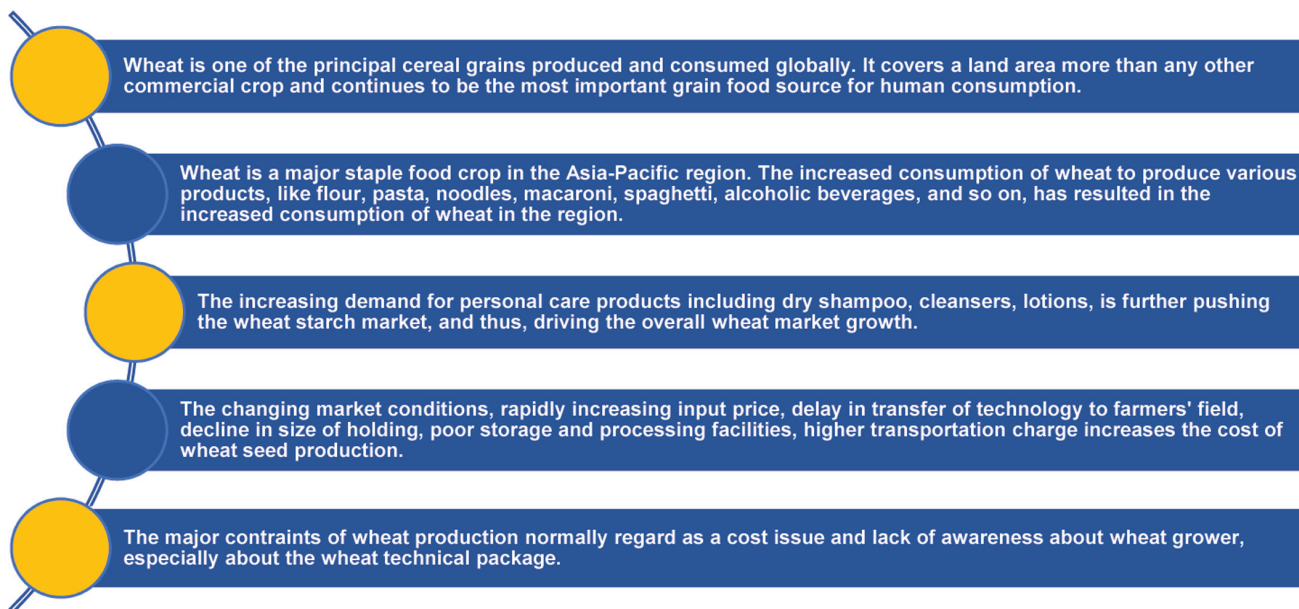 Wheat is one of the principal cereal grains produced and consumed globally. It covers a land area more than any other
commercial crop and continues to be the most important grain food source for human consumption.
Wheat is a major staple food crop in the Asia-Pacific region. The increased consumption of wheat to produce various
products, like flour, pasta, noodles, macaroni, spaghetti, alcoholic beverages, and so on, has resulted in the
increased consumption of wheat in the region.
The increasing demand for personal care products including dry shampoo, cleansers, lotions, is further pushing
the wheat starch market, and thus, driving the overall wheat market growth.
The changing market conditions, rapidly increasing input price, delay in transfer of technology to farmers' field,
decline in size of holding, poor storage and processing facilities, higher transportation charge increases the cost of
wheat seed production.
The major contraints of wheat production normally regard as a cost issue and lack of awareness about wheat grower,
especially about the wheat technical package.